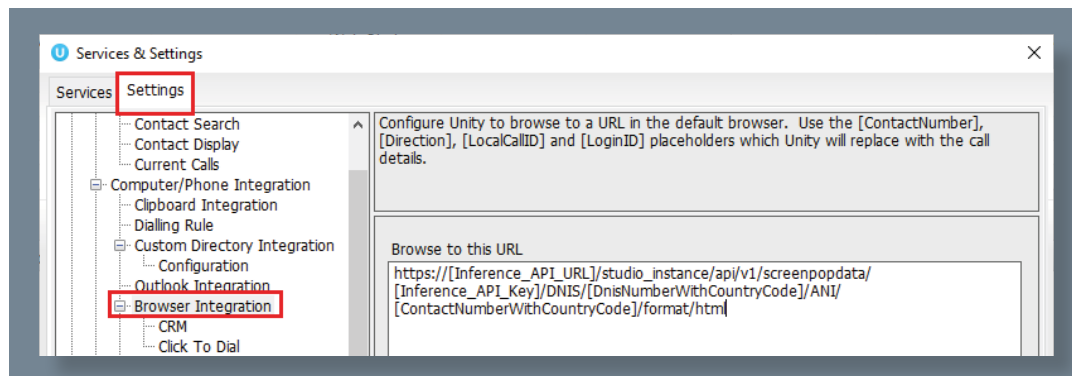 Services & Settings
Services Settings
Contact Search
Contact Display
Current Calls
Computer/Phone Integration
Clipboard Integration
Dialling Rule
Custom Directory Integration
Configuration
Outlook Integration
Browser Integration
CRM
Click To Dial
Configure Unity to browse to a URL in the default browser. Use the [ContactNumber],
[Direction], [LocalCallID] and [LoginID] placeholders which Unity will replace with the call
details.
Browse to this URL
https://[Inference_API_URL]/studio_instance/api/v1/screenpopdata/
[Inference_API_Key]/DNIS/[DnisNumberWithCountryCode]/ANI/
[ContactNumberWithCountryCode]/format/html